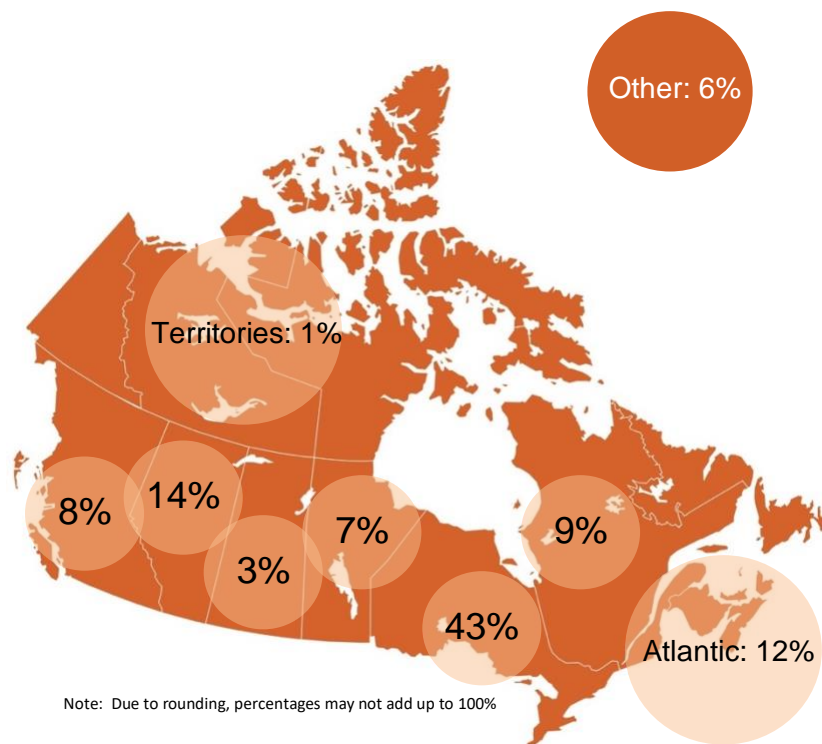 Other: 6%
Territories: 1%
8%
14%
3%
7%
9%
43%
Atlantic: 12%
Note: Due to rounding, percentages may not add up to 100%